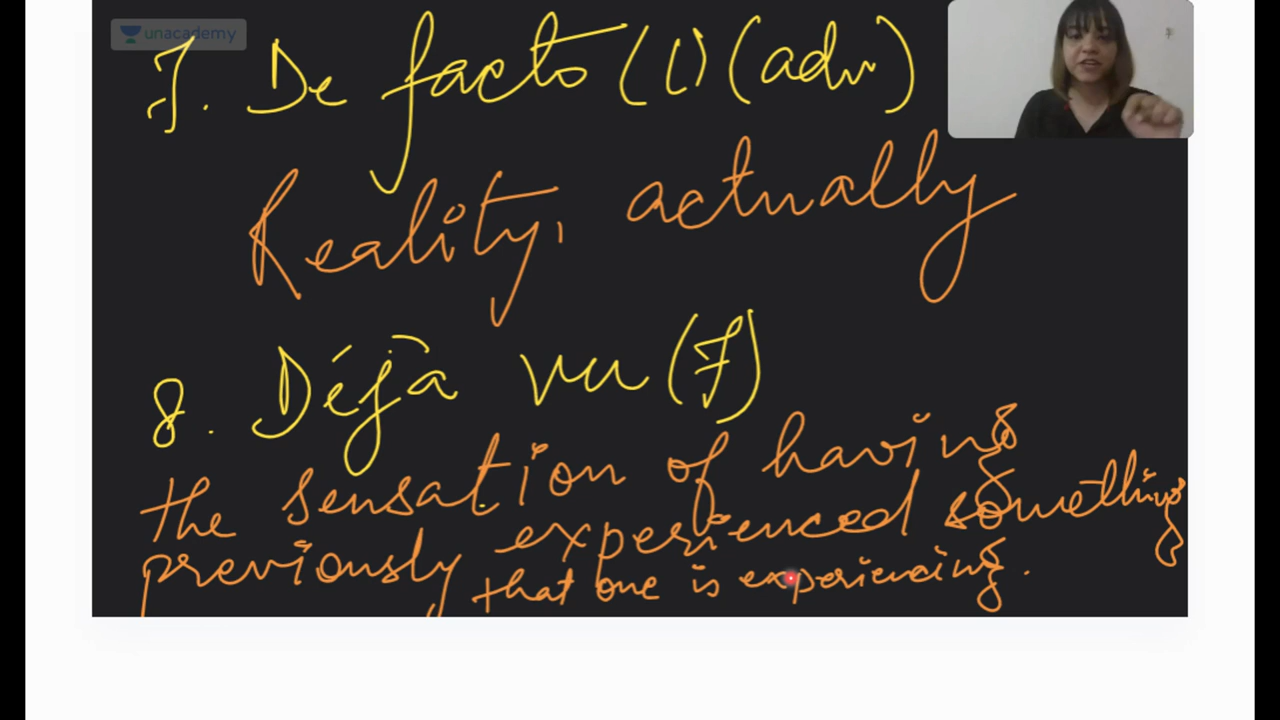 unacademy
7. De facto (L) (adv)
Reality, actually
8. Déjà vu (F)
the sensation of having
previously experienced something
that one is experiencing.